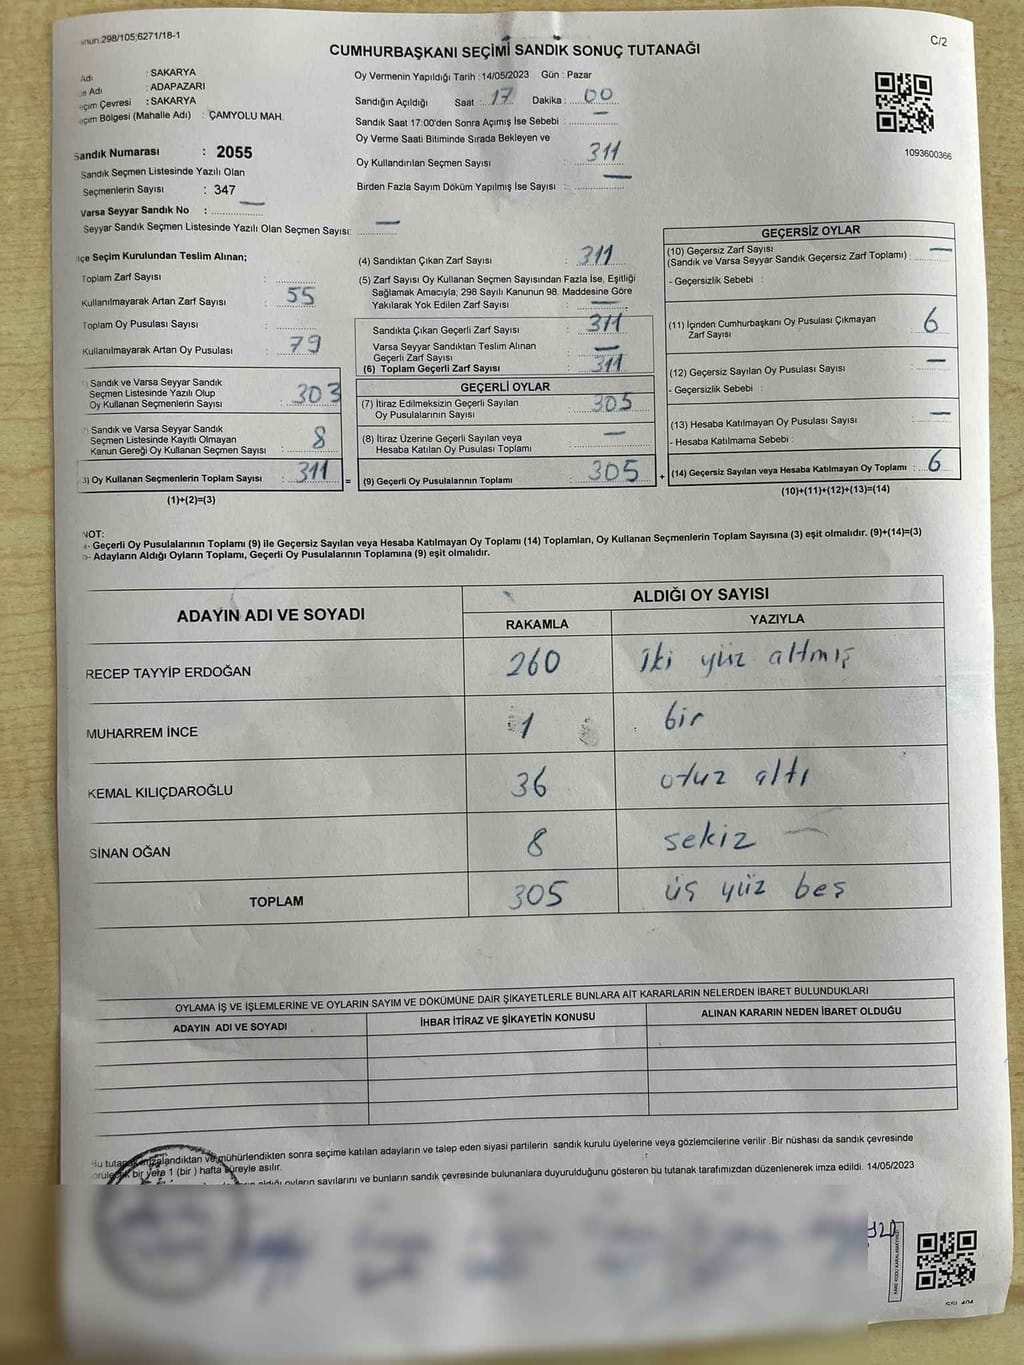 298/105;6271/18-1
C/2
CUMHURBAŞKANI SEÇİMİ SANDIK SONUÇ TUTANAĞI
Adı : SAKARYA
Adı : ADAPAZARI
Çevresi : SAKARYA
Bölgesi (Mahalle Adı) : ÇAMYOLU MAH.
Sandık Numarası : 2055
Sandık Seçmen Listesinde Yazılı Olan
Seçmenlerin Sayısı : 347
Varsa Seyyar Sandık No : —
Seyyar Sandık Seçmen Listesinde Yazılı Olan Seçmen Sayısı: —
Oy Vermenin Yapıldığı Tarih : 14/05/2023 Gün : Pazar
Sandığın Açıldığı Saat : 17 Dakika : 00
Sandık Saat 17:00'den Sonra Açımış İse Sebebi : —
Oy Verme Saati Bitiminde Sırada Bekleyen ve
Oy Kullandırılan Seçmen Sayısı : 311
Birden Fazla Sayım Döküm Yapılmış İse Sayısı : —
1093600366
Seçim Kurulundan Teslim Alınan;
Toplam Zarf Sayısı :
Kullanılmayarak Artan Zarf Sayısı : 55
Toplam Oy Pusulası Sayısı :
Kullanılmayarak Artan Oy Pusulası : 79
Sandık ve Varsa Seyyar Sandık
Seçmen Listesinde Yazılı Olup
Oy Kullanan Seçmenlerin Sayısı : 303
Sandık ve Varsa Seyyar Sandık
Seçmen Listesinde Kayıtlı Olmayan
Kanun Gereği Oy Kullanan Seçmen Sayısı : 8
3) Oy Kullanan Seçmenlerin Toplam Sayısı : 311
(1)+(2)=(3)
(4) Sandıktan Çıkan Zarf Sayısı : 311
(5) Zarf Sayısı Oy Kullanan Seçmen Sayısından Fazla İse, Eşitliği
Sağlamak Amacıyla; 298 Sayılı Kanunun 98. Maddesine Göre
Yakılarak Yok Edilen Zarf Sayısı : —
Sandıkta Çıkan Geçerli Zarf Sayısı : 311
Varsa Seyyar Sandıktan Teslim Alınan
Geçerli Zarf Sayısı : —
(6) Toplam Geçerli Zarf Sayısı : 311
GEÇERLİ OYLAR
(7) İtiraz Edilmeksizin Geçerli Sayılan
Oy Pusulalarının Sayısı : 305
(8) İtiraz Üzerine Geçerli Sayılan veya
Hesaba Katılan Oy Pusulası Toplamı : —
= (9) Geçerli Oy Pusulalarının Toplamı : 305
GEÇERSİZ OYLAR
(10) Geçersiz Zarf Sayısı
(Sandık ve Varsa Seyyar Sandık Geçersiz Zarf Toplamı) : —
- Geçersizlik Sebebi :
(11) İçinden Cumhurbaşkanı Oy Pusulası Çıkmayan
Zarf Sayısı : 6
(12) Geçersiz Sayılan Oy Pusulası Sayısı : —
- Geçersizlik Sebebi :
(13) Hesaba Katılmayan Oy Pusulası Sayısı : —
- Hesaba Katılmama Sebebi :
+ (14) Geçersiz Sayılan veya Hesaba Katılmayan Oy Toplamı : 6
(10)+(11)+(12)+(13)=(14)
NOT:
- Geçerli Oy Pusulalarının Toplamı (9) ile Geçersiz Sayılan veya Hesaba Katılmayan Oy Toplamı (14) Toplamları, Oy Kullanan Seçmenlerin Toplam Sayısına (3) eşit olmalıdır. (9)+(14)=(3)
- Adayların Aldığı Oyların Toplamı, Geçerli Oy Pusulalarının Toplamına (9) eşit olmalıdır.
ADAYIN ADI VE SOYADI
ALDIĞI OY SAYISI
RAKAMLA YAZIYLA
RECEP TAYYİP ERDOĞAN 260 iki yüz altmış
MUHARREM İNCE 1 bir
KEMAL KILIÇDAROĞLU 36 otuz altı
SİNAN OĞAN 8 sekiz
TOPLAM 305 üç yüz beş
OYLAMA İŞ VE İŞLEMLERİNE VE OYLARIN SAYIM VE DÖKÜMÜNE DAİR ŞİKAYETLERLE BUNLARA AİT KARARLARIN NELERDEN İBARET BULUNDUKLARI
ADAYIN ADI VE SOYADI İHBAR İTİRAZ VE ŞİKAYETİN KONUSU ALINAN KARARIN NEDEN İBARET OLDUĞU
mühürlendikten sonra seçime katılan adayların ve talep eden siyasi partilerin sandık kurulu üyelerine veya gözlemcilerine verilir .Bir nüshası da sandık çevresinde
bir yere 1 (bir ) hafta süreyle asılır.
aldığı oyların sayılarını ve bunların sandık çevresinde bulunanlara duyurulduğunu gösteren bu tutanak tarafımızdan düzenlenerek imza edildi. 14/05/2023